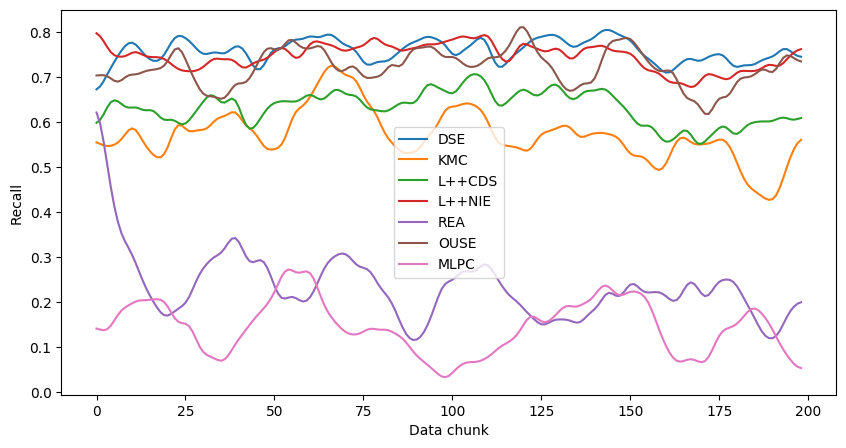 0.8
0.7
0.6
0.5
0.4
0.3
0.2
0.1
0.0
Recall
DSE
KMC
L++CDS
L++NIE
REA
OUSE
MLPC
0 25 50 75 100 125 150 175 200
Data chunk